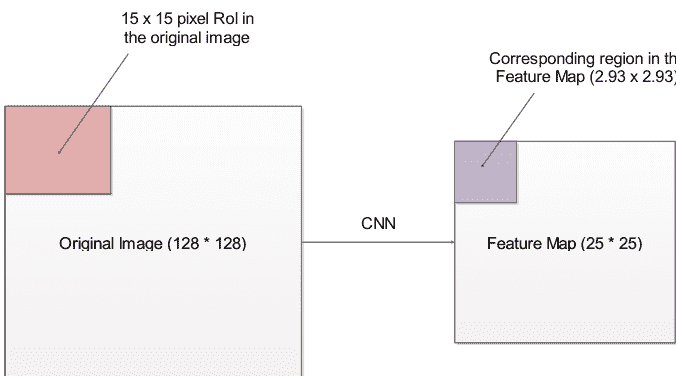 15 x 15 pixel RoI in
the original image
Corresponding region in th
Feature Map (2.93 x 2.93)
CNN
Original Image (128 * 128)
Feature Map (25 * 25)